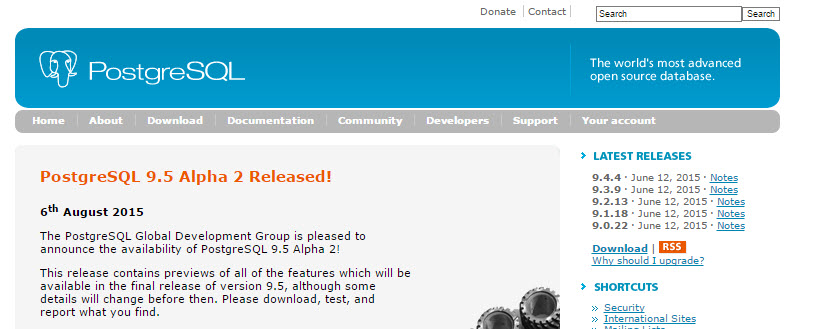 Donate Contact Search Search
PostgreSQL
The world's most advanced
open source database.
Home About Download Documentation Community Developers Support Your account
PostgreSQL 9.5 Alpha 2 Released!
6th August 2015
The PostgreSQL Global Development Group is pleased to
announce the availability of PostgreSQL 9.5 Alpha 2!
This release contains previews of all of the features which will be
available in the final release of version 9.5, although some
details will change before then. Please download, test, and
report what you find.
LATEST RELEASES
9.4.4 · June 12, 2015 · Notes
9.3.9 · June 12, 2015 · Notes
9.2.13 · June 12, 2015 · Notes
9.1.18 · June 12, 2015 · Notes
9.0.22 · June 12, 2015 · Notes
Download | RSS
Why should I upgrade?
SHORTCUTS
» Security
» International Sites
» Mailing Lists